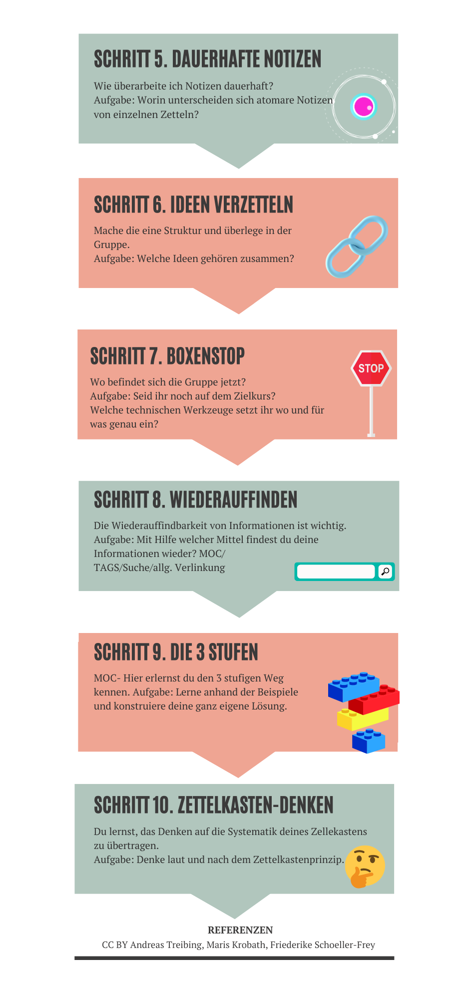 SCHRITT 5. DAUERHAFTE NOTIZEN
Wie überarbeite ich Notizen dauerhaft?
Aufgabe: Worin unterscheiden sich atomare Notizen
von einzelnen Zetteln?
SCHRITT 6. IDEEN VERZETTELN
Mache die eine Struktur und überlege in der
Gruppe.
Aufgabe: Welche Ideen gehören zusammen?
SCHRITT 7. BOXENSTOP
STOP
Wo befindet sich die Gruppe jetzt?
Aufgabe: Seid ihr noch auf dem Zielkurs?
Welche technischen Werkzeuge setzt ihr wo und für
was genau ein?
SCHRITT 8. WIEDERAUFFINDEN
Die Wiederauffindbarkeit von Informationen ist wichtig.
Aufgabe: Mit Hilfe welcher Mittel findest du deine
Informationen wieder? MOC/
TAGS/Suche/allg. Verlinkung
SCHRITT 9. DIE 3 STUFEN
MOC- Hier erlernst du den 3 stufigen Weg
kennen. Aufgabe: Lerne anhand der Beispiele
und konstruiere deine ganz eigene Lösung.
SCHRITT 10. ZETTELKASTEN-DENKEN
Du lernst, das Denken auf die Systematik deines Zellekastens
zu übertragen.
Aufgabe: Denke laut und nach dem Zettelkastenprinzip.
REFERENZEN
CC BY Andreas Treibing, Maris Krobath, Friederike Schoeller-Frey